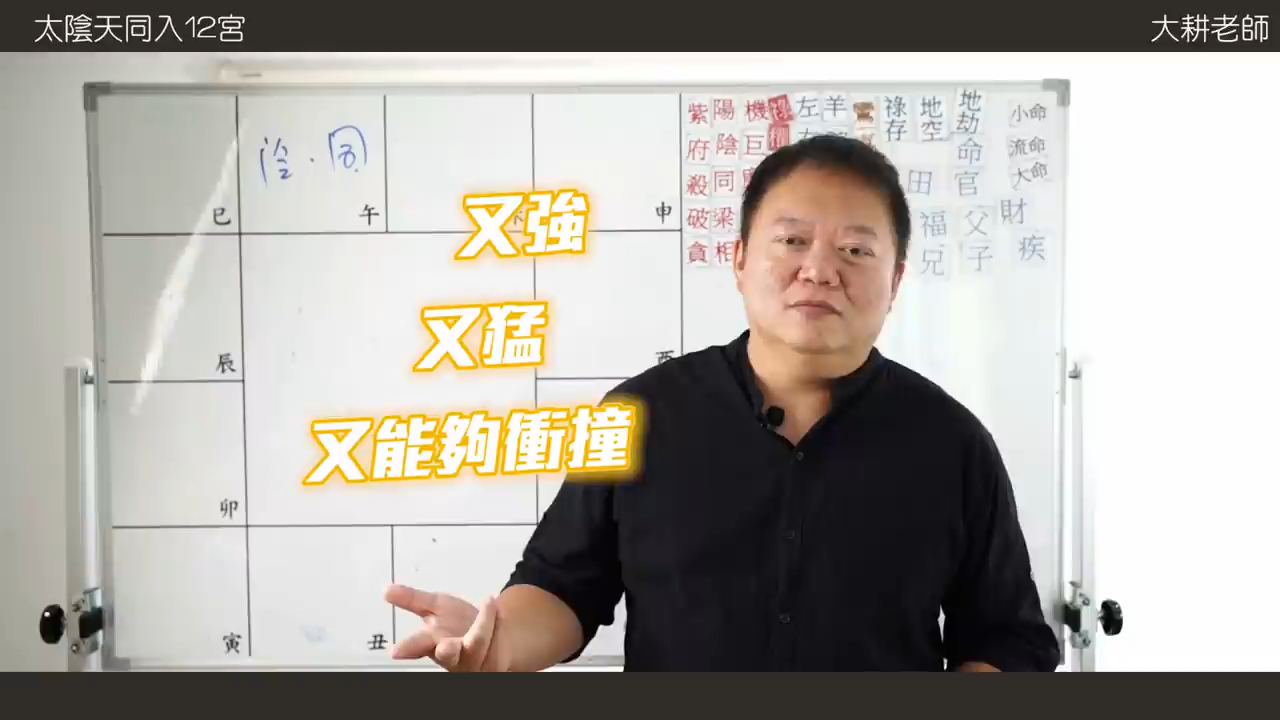 太陰天同入12宮
大耕老師
紫 陽 機 祿 左 羊 祿存 地空 地劫 小命
府 陰 巨 權 命 流命
殺 同 田 官 大命
破 梁 福 父 財
貪 相 兄 子 疾
陰·同
巳 午 申
辰 酉
卯
寅 丑
又強
又猛
又能夠衝撞